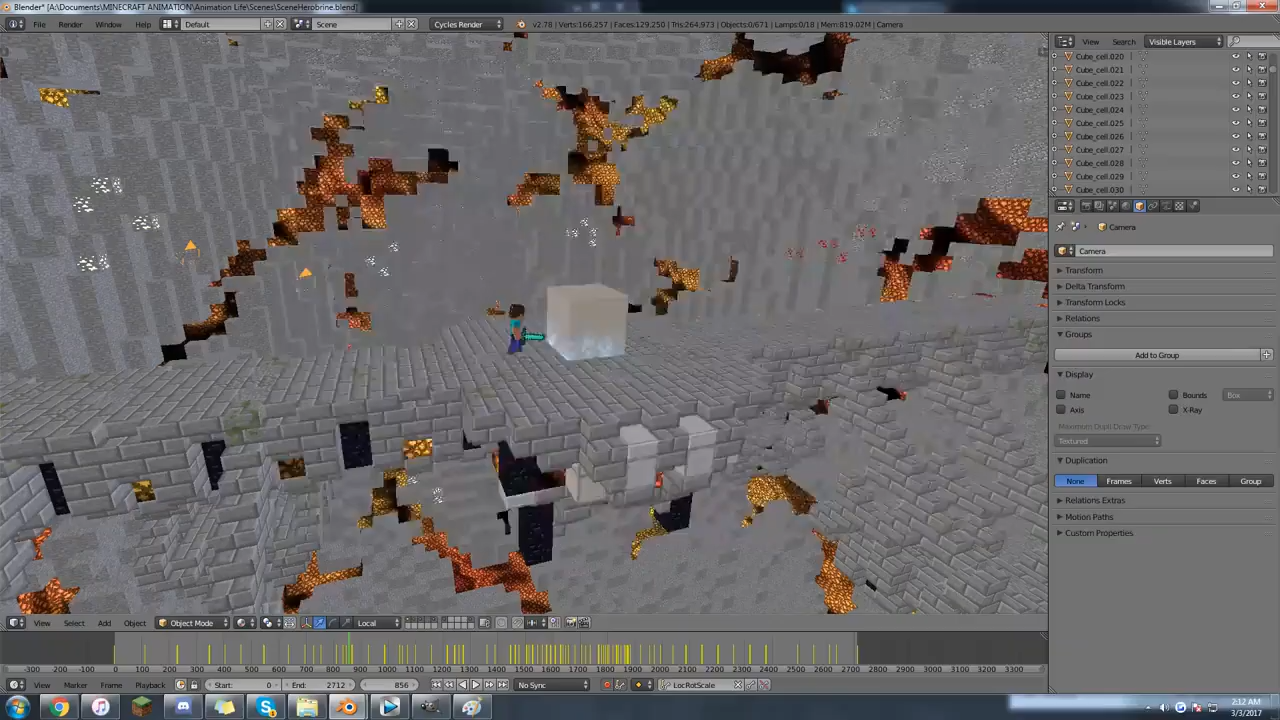 Blender* [A:\Documents\MINECRAFT ANIMATION\Animation Life\Scenes\SceneHerobrine.blend]
File Render Window Help Default Scene Cycles Render v2.78 | Verts:166,257 | Faces:129,250 | Tris:264,973 | Objects:0/671 | Lamps:0/18 | Mem:819.02M | Camera
View Search Visible Layers
Cube_cell.020
Cube_cell.021
Cube_cell.022
Cube_cell.023
Cube_cell.024
Cube_cell.025
Cube_cell.026
Cube_cell.027
Cube_cell.028
Cube_cell.029
Cube_cell.030
Camera
Camera
Transform
Delta Transform
Transform Locks
Relations
Groups
Add to Group
Display
Name Bounds Box
Axis X-Ray
Maximum Dupli Draw Type:
Textured
Duplication
None Frames Verts Faces Group
Relations Extras
Motion Paths
Custom Properties
View Select Add Object Object Mode Local
-300 -200 -100 0 100 200 300 400 500 600 700 800 900 1000 1100 1200 1300 1400 1500 1600 1700 1800 1900 2000 2100 2200 2300 2400 2500 2600 2700 2800 2900 3000 3100 3200 3300
View Marker Frame Playback Start: 0 End: 2712 856 No Sync LocRotScale
2:12 AM
3/3/2017